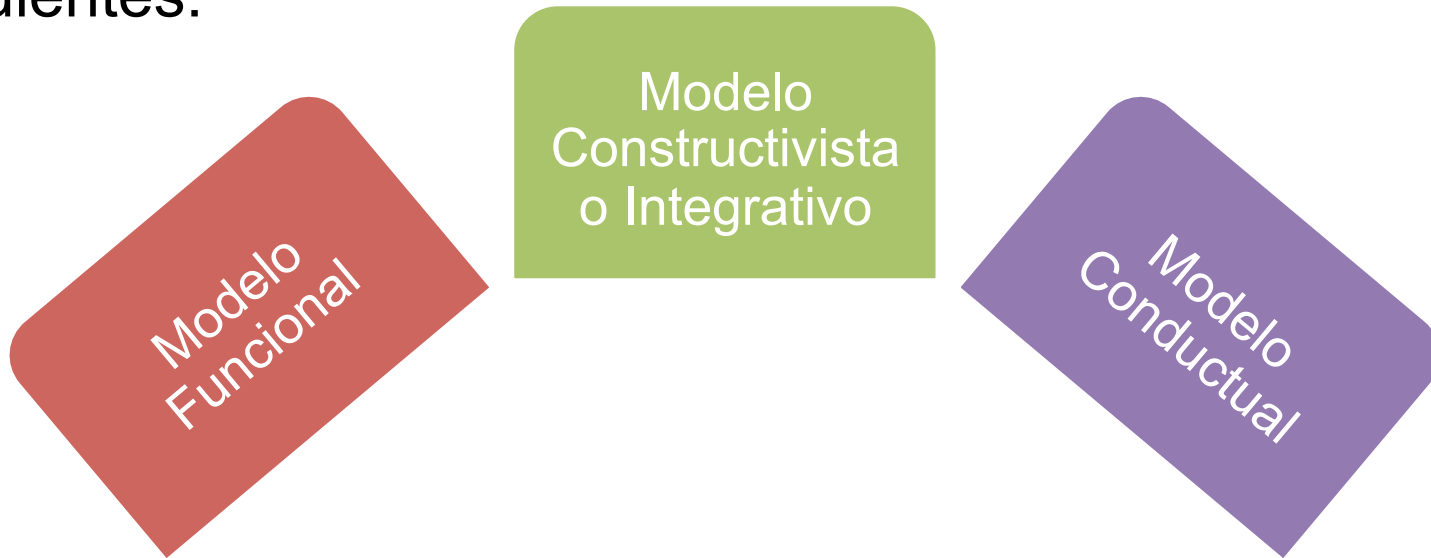 Modelo
Constructivista
o Integrativo
Modelo
Funcional
Modelo
Conductual